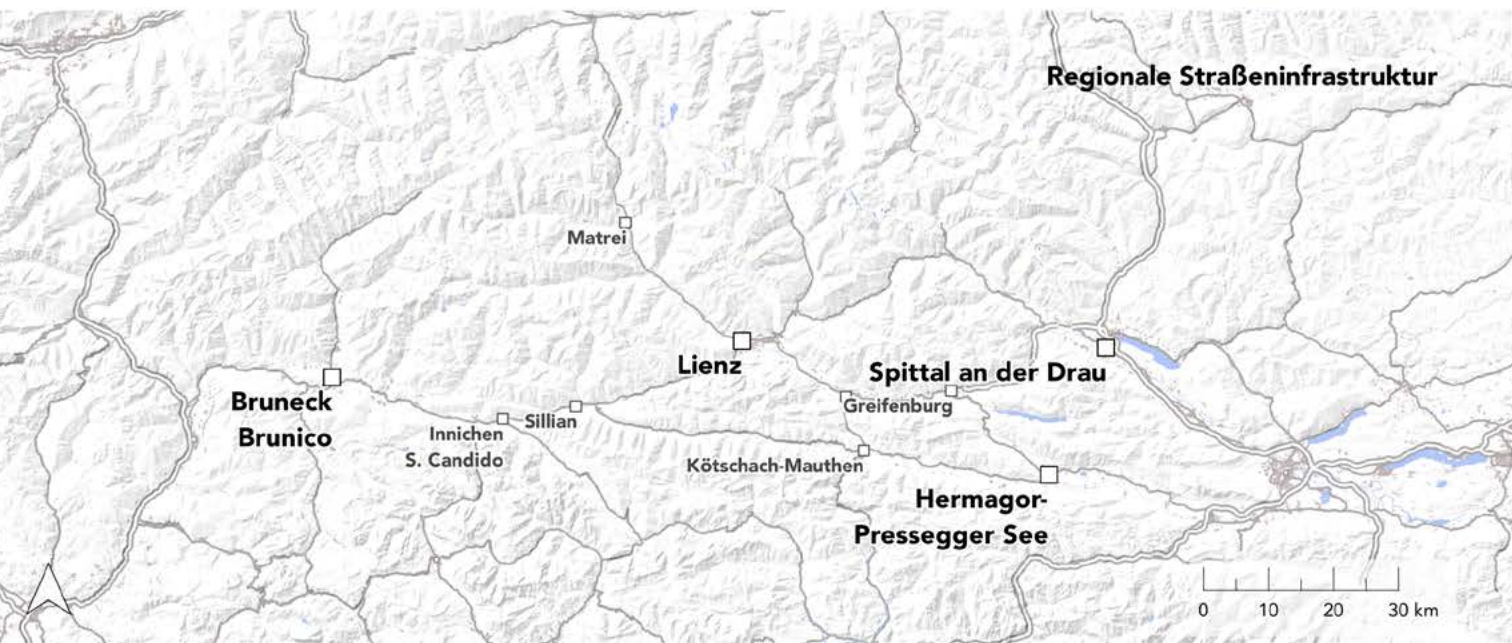 Regionale Straßeninfrastruktur
Matrei
Lienz
Spittal an der Drau
Bruneck
Brunico
Greifenburg
Sillian
Innichen
S. Candido
Kötschach-Mauthen
Hermagor-
Pressegger See
0 10 20 30 km